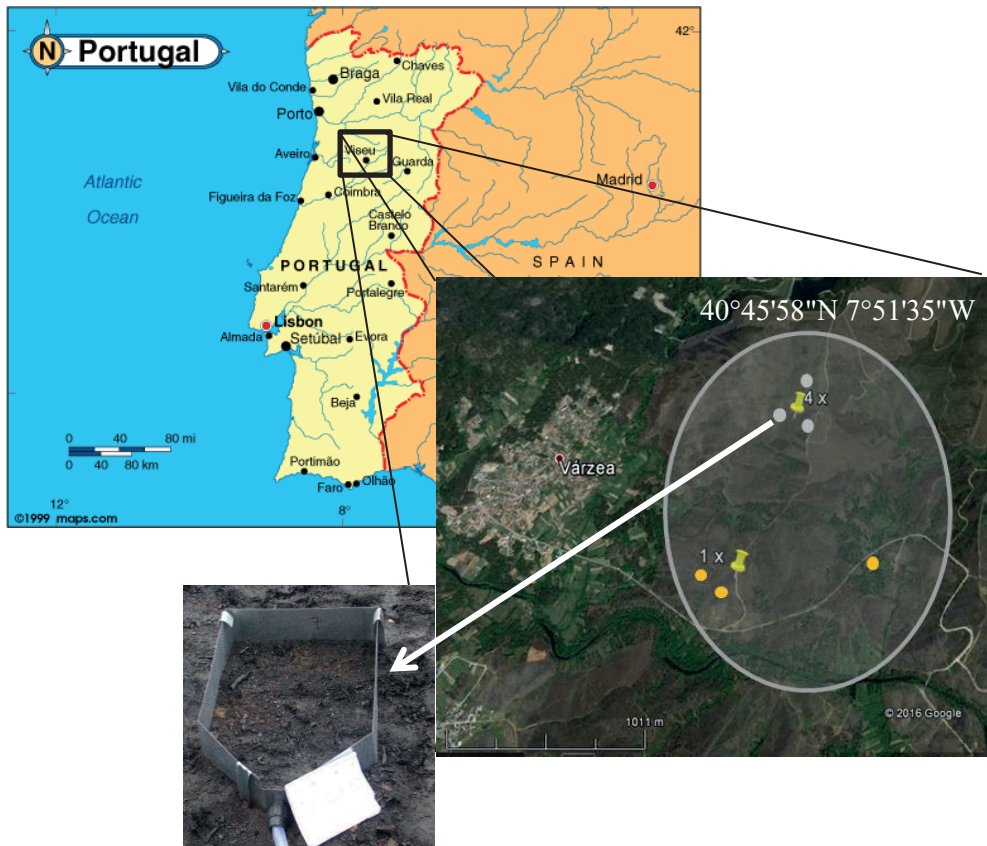 N Portugal
42°
Chaves
Braga
Vila do Conde
Vila Real
Porto
Viseu
Aveiro
Guarda
Madrid
Atlantic
Ocean
Figueira da Foz
Coimbra
Castelo
Branco
PORTUGAL
SPAIN
Santarém
Portalegre
Lisbon
Almada
Setúbal
Evora
Beja
0 40 80 mi
0 40 80 km
Portimão
Faro
Olhão
12°
8°
©1999 maps.com
40°45'58"N 7°51'35"W
4 x
Várzea
1 x
1011 m
© 2016 Google